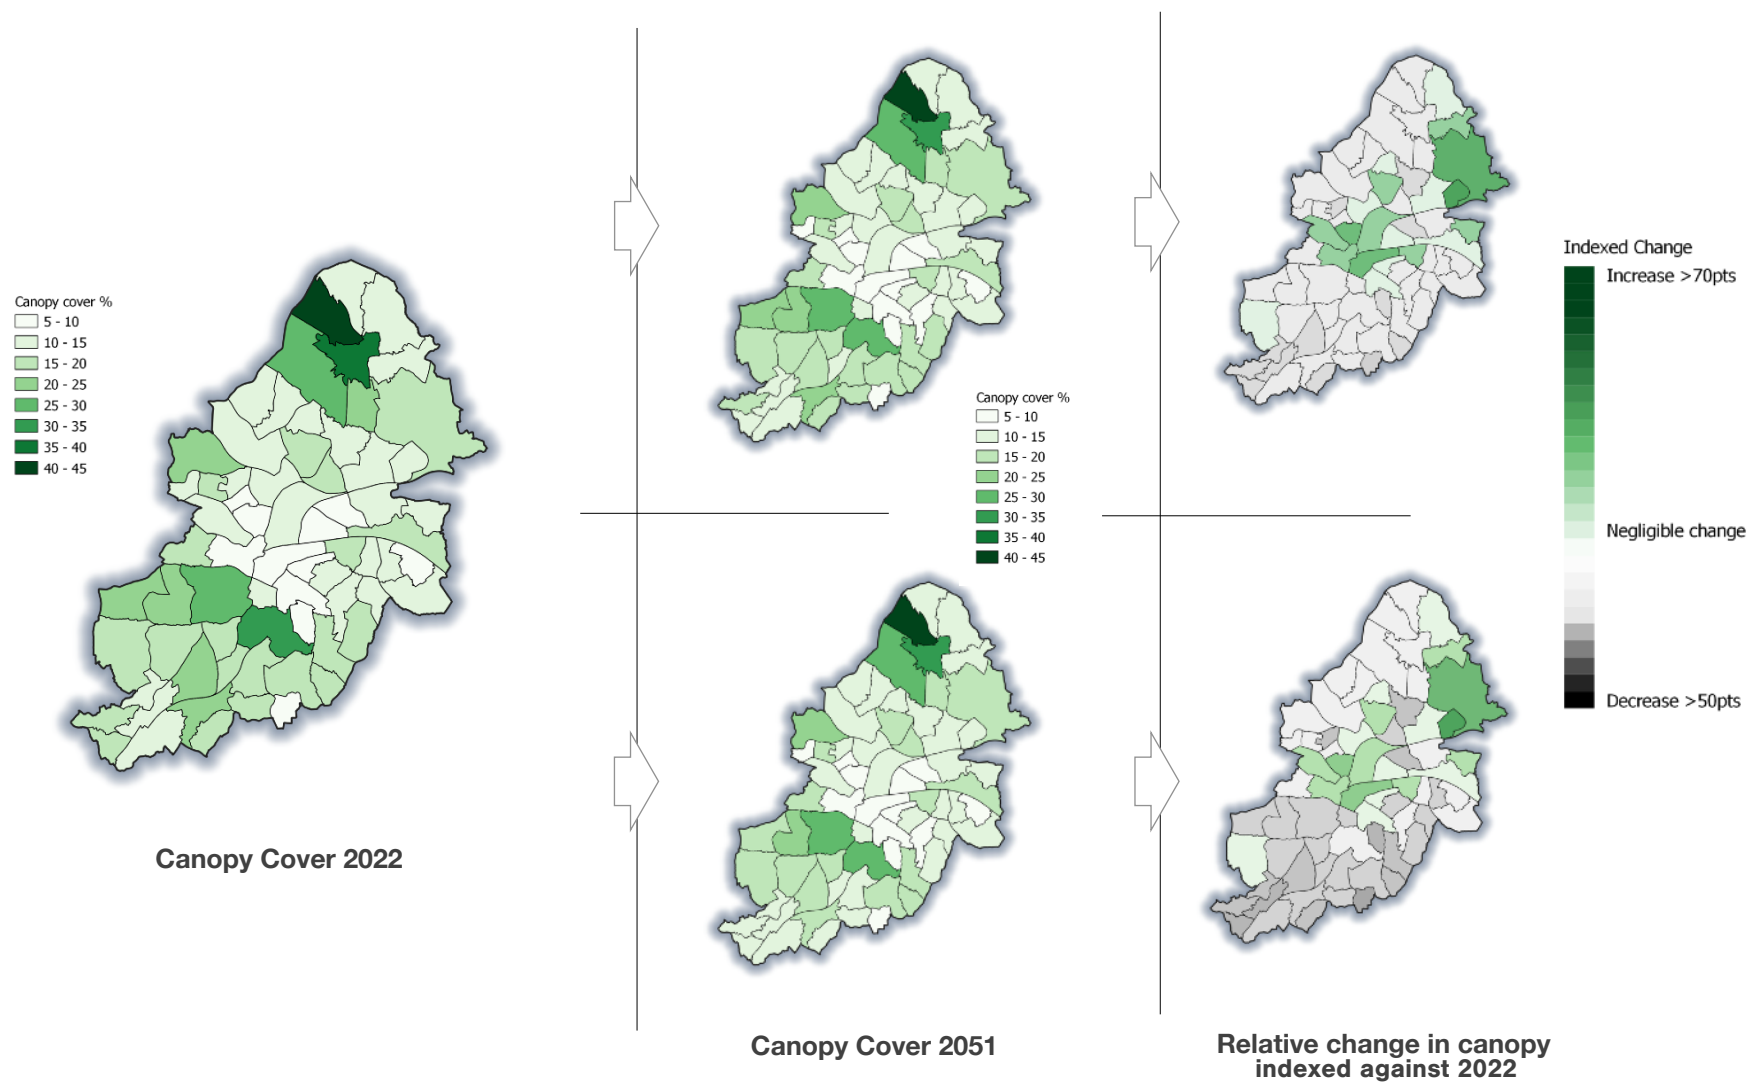 Canopy cover %
5 - 10
10 - 15
15 - 20
20 - 25
25 - 30
30 - 35
35 - 40
40 - 45
Canopy Cover 2022
Canopy cover %
5 - 10
10 - 15
15 - 20
20 - 25
25 - 30
30 - 35
35 - 40
40 - 45
Canopy Cover 2051
Indexed Change
Increase >70pts
Negligible change
Decrease >50pts
Relative change in canopy
indexed against 2022